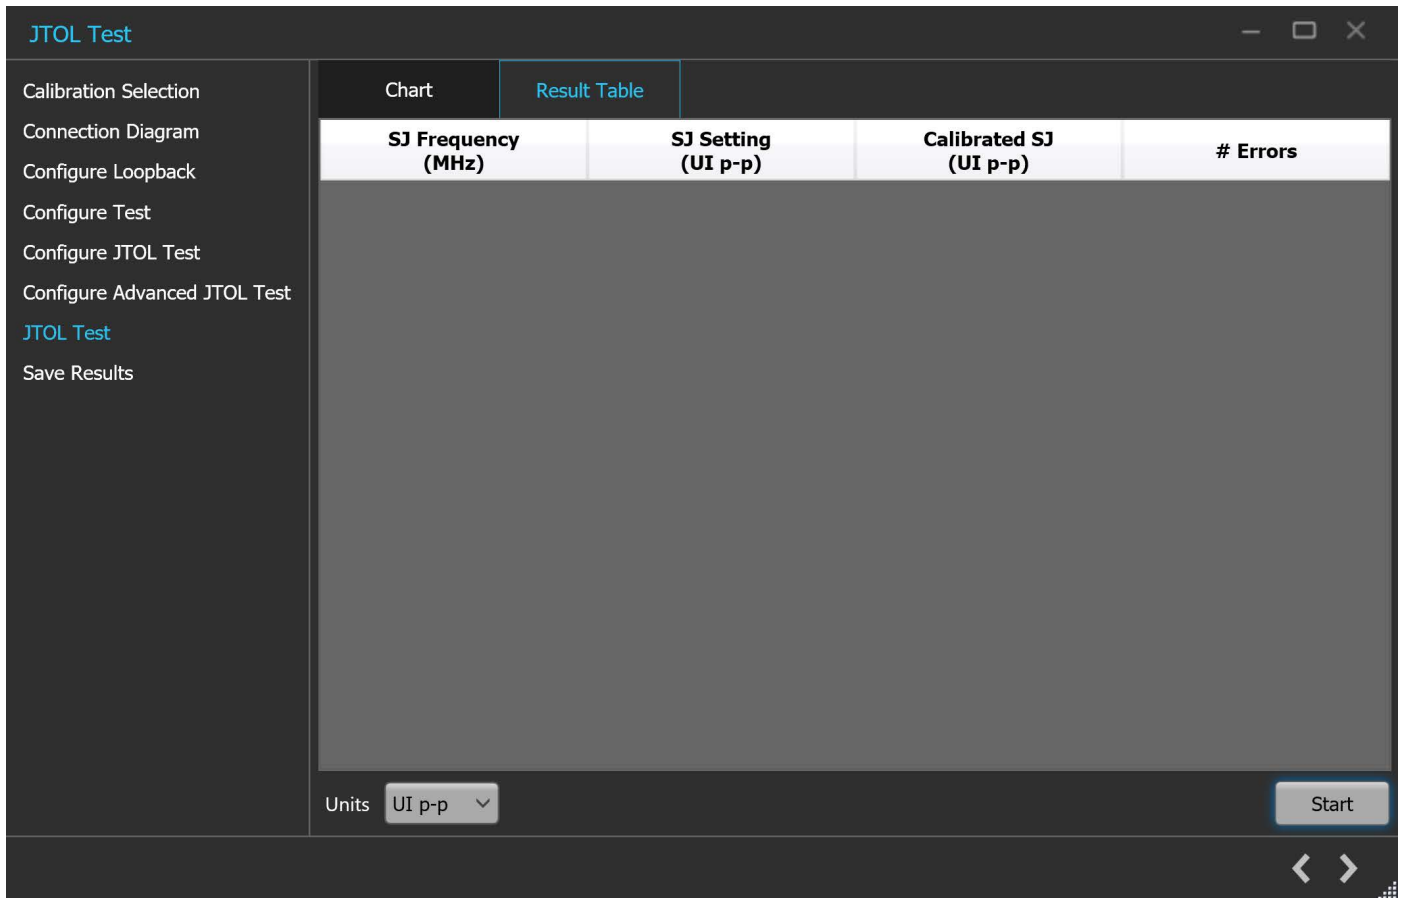 JTOL Test
Calibration Selection
Connection Diagram
Configure Loopback
Configure Test
Configure JTOL Test
Configure Advanced JTOL Test
JTOL Test
Save Results
Chart
Result Table
SJ Frequency
(MHz)
SJ Setting
(UI p-p)
Calibrated SJ
(UI p-p)
# Errors
Units
UI p-p
Start